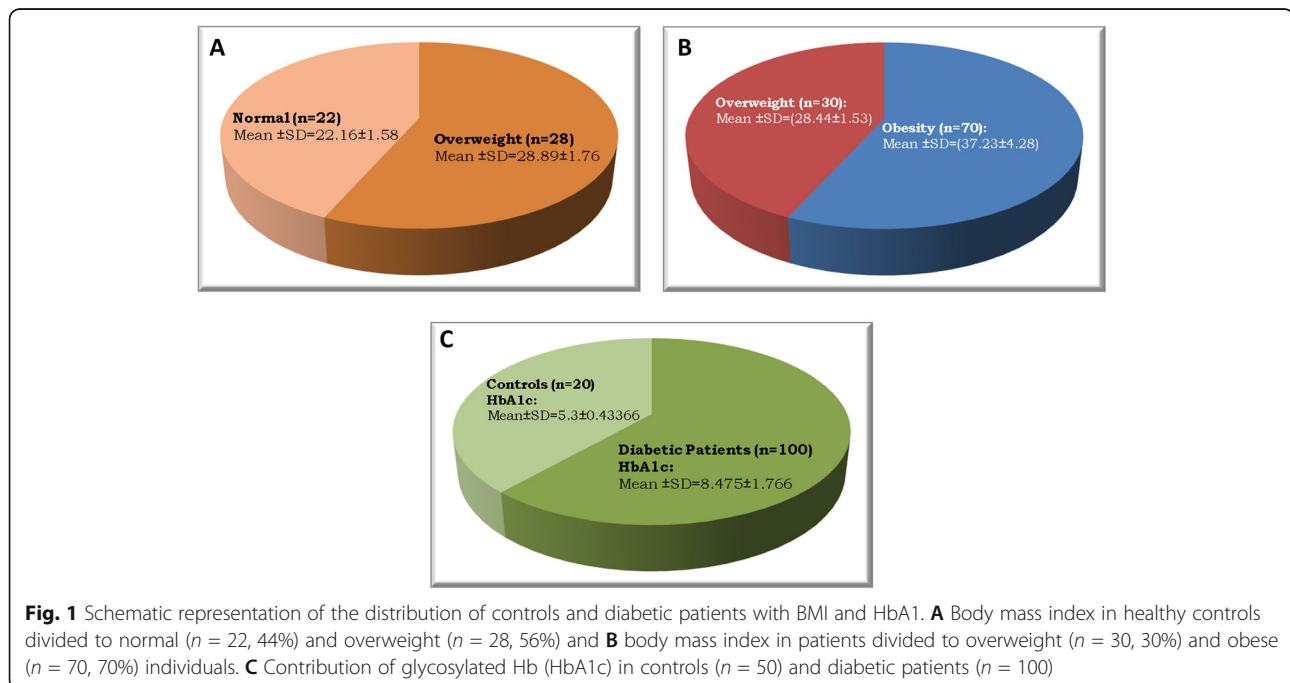 A
Normal (n=22)
Mean ±SD=22.16±1.58
Overweight (n=28)
Mean ±SD=28.89±1.76
B
Overweight (n=30):
Mean ±SD=(28.44±1.53)
Obesity (n=70):
Mean ±SD=(37.23±4.28)
C
Controls (n=20)
HbA1c:
Mean±SD=5.3±0.43366
Diabetic Patients (n=100)
HbA1c:
Mean ±SD=8.475±1.766
Fig. 1 Schematic representation of the distribution of controls and diabetic patients with BMI and HbA1. A Body mass index in healthy controls
divided to normal (n = 22, 44%) and overweight (n = 28, 56%) and B body mass index in patients divided to overweight (n = 30, 30%) and obese
(n = 70, 70%) individuals. C Contribution of glycosylated Hb (HbA1c) in controls (n = 50) and diabetic patients (n = 100)